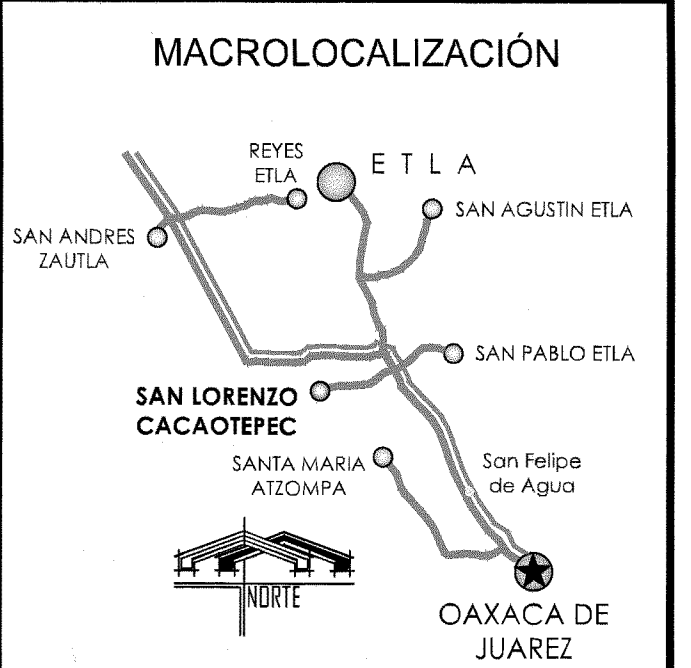 MACROLOCALIZACIÓN
REYES
ETLA
E T L A
SAN AGUSTIN ETLA
SAN ANDRES
ZAUTLA
SAN PABLO ETLA
SAN LORENZO
CACAOTEPEC
SANTA MARIA
ATZOMPA
San Felipe
de Agua
NORTE
OAXACA DE
JUAREZ